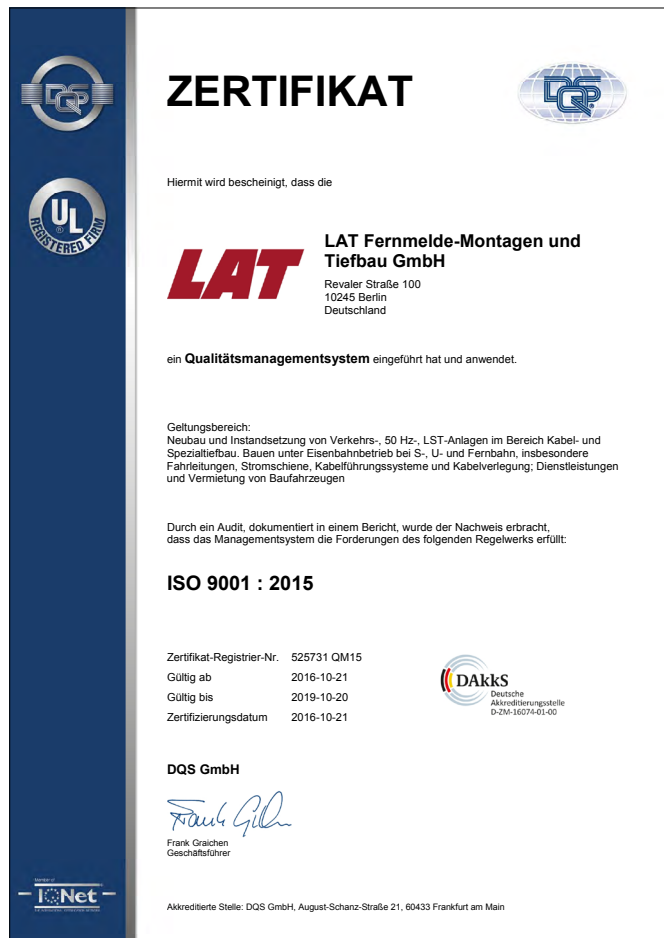 DQS
ZERTIFIKAT
DQS
UL
®
REGISTERED FIRM
Hiermit wird bescheinigt, dass die
LAT
LAT Fernmelde-Montagen und
Tiefbau GmbH
Revaler Straße 100
10245 Berlin
Deutschland
ein Qualitätsmanagementsystem eingeführt hat und anwendet.
Geltungsbereich:
Neubau und Instandsetzung von Verkehrs-, 50 Hz-, LST-Anlagen im Bereich Kabel- und
Spezialtiefbau. Bauen unter Eisenbahnbetrieb bei S-, U- und Fernbahn, insbesondere
Fahrleitungen, Stromschiene, Kabelführungssysteme und Kabelverlegung; Dienstleistungen
und Vermietung von Baufahrzeugen
Durch ein Audit, dokumentiert in einem Bericht, wurde der Nachweis erbracht,
dass das Managementsystem die Forderungen des folgenden Regelwerks erfüllt:
ISO 9001 : 2015
Zertifikat-Registrier-Nr. 525731 QM15
Gültig ab 2016-10-21
Gültig bis 2019-10-20
Zertifizierungsdatum 2016-10-21
DAkkS
Deutsche
Akkreditierungsstelle
D-ZM-16074-01-00
DQS GmbH
Frank Graichen
Geschäftsführer
Member of
IQNet
Akkreditierte Stelle: DQS GmbH, August-Schanz-Straße 21, 60433 Frankfurt am Main